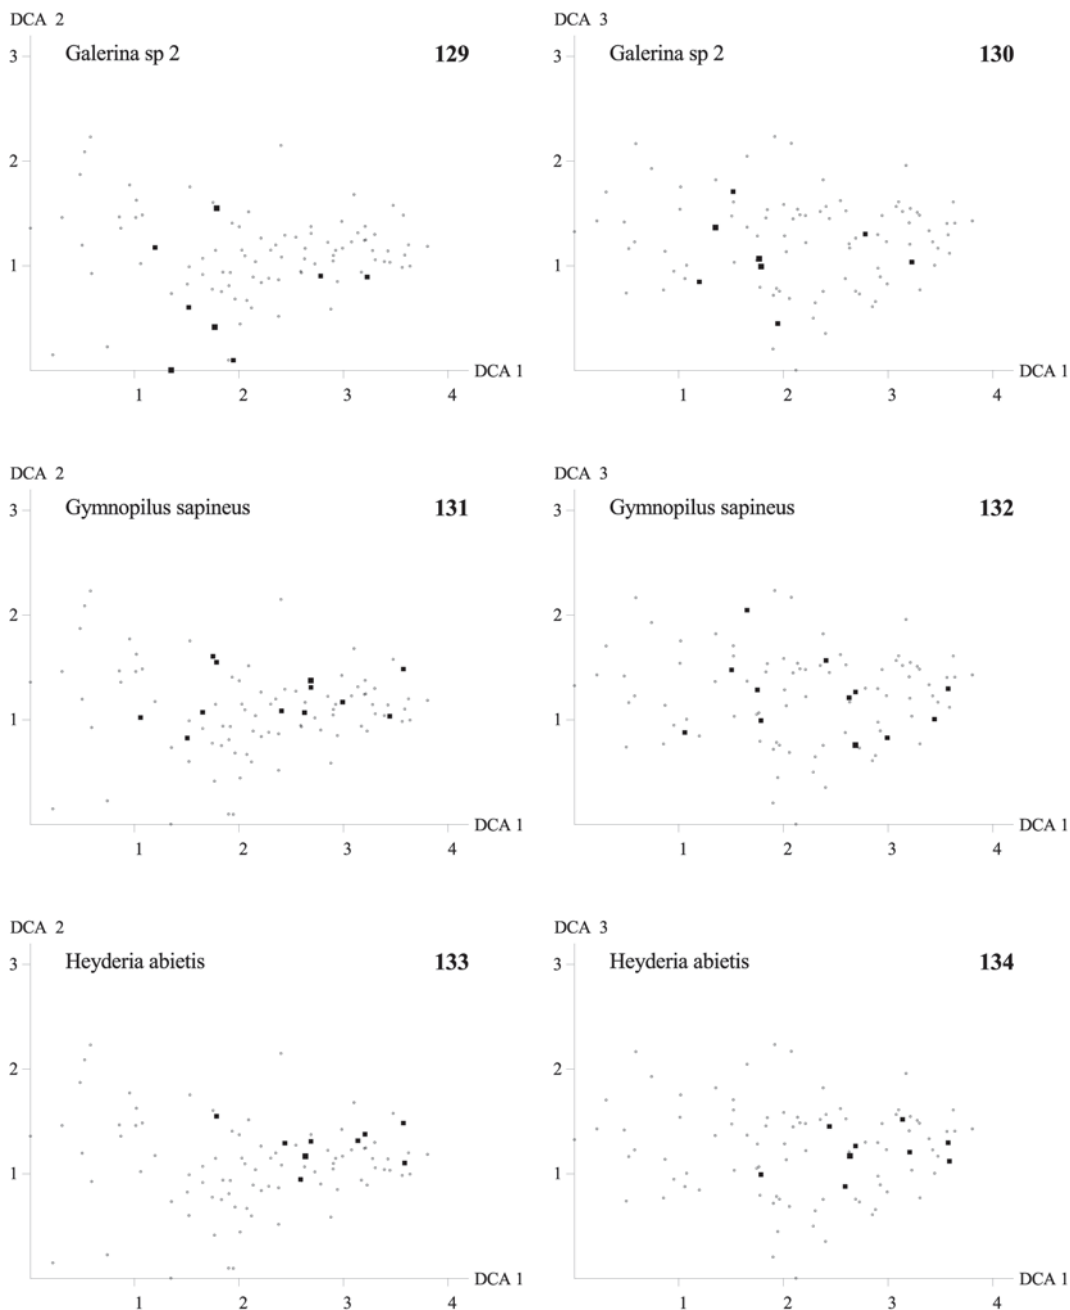 DCA 2
Galerina sp 2 129
3
2
1
DCA 1
1 2 3 4
DCA 3
Galerina sp 2 130
3
2
1
DCA 1
1 2 3 4
DCA 2
Gymnopilus sapineus 131
3
2
1
DCA 1
1 2 3 4
DCA 3
Gymnopilus sapineus 132
3
2
1
DCA 1
1 2 3 4
DCA 2
Heyderia abietis 133
3
2
1
DCA 1
1 2 3 4
DCA 3
Heyderia abietis 134
3
2
1
DCA 1
1 2 3 4